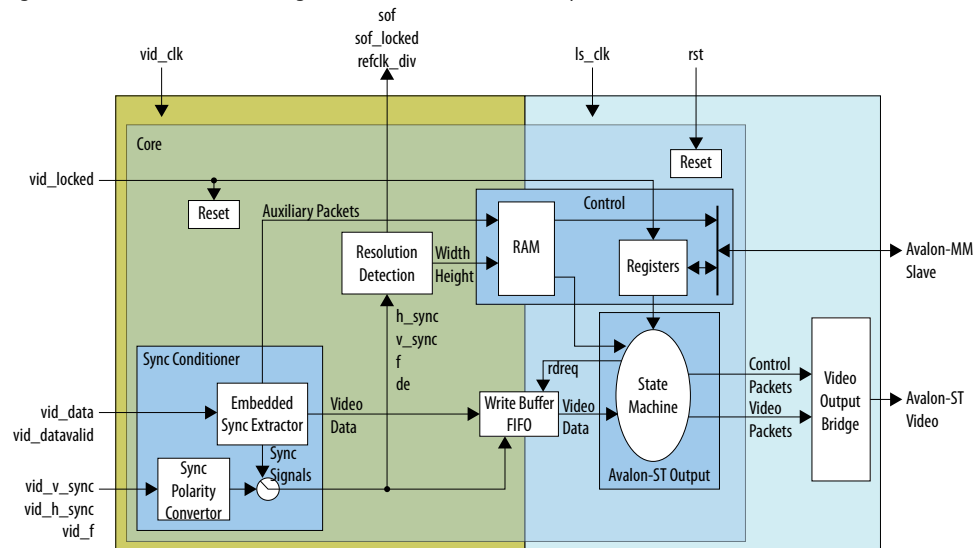 sof
sof_locked
refclk_div
vid_clk
ls_clk
rst
Core
Reset
vid_locked
Reset
Auxiliary Packets
Control
RAM
Resolution
Detection
Width
Height
Registers
Avalon-MM
Slave
h_sync
v_sync
f
de
Sync Conditioner
rdreq
State
Machine
Control
Packets
Video
Packets
Video
Output
Bridge
Avalon-ST
Video
vid_data
vid_datavalid
Embedded
Sync Extractor
Video
Data
Write Buffer
FIFO
Video
Data
Sync
Signals
Sync
Polarity
Convertor
Avalon-ST Output
vid_v_sync
vid_h_sync
vid_f